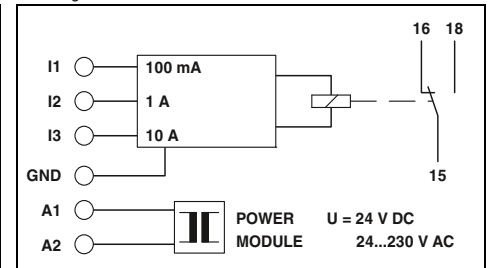 16 18
I1 100 mA
I2 1 A
I3 10 A
GND
15
A1
POWER U = 24 V DC
A2 MODULE 24...230 V AC